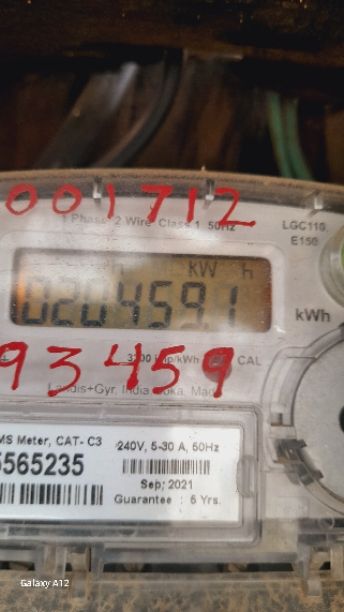 001712
1 Phase 2 Wire Class 1 50Hz
LGC110
E150
kW h
020459.1
kWh
93459
3200 imp/kWh CAL
Landis+Gyr, India
MS Meter, CAT- C3
5565235
240V, 5-30 A, 50Hz
Sep; 2021
Guarantee : 5 Yrs.
Galaxy A12